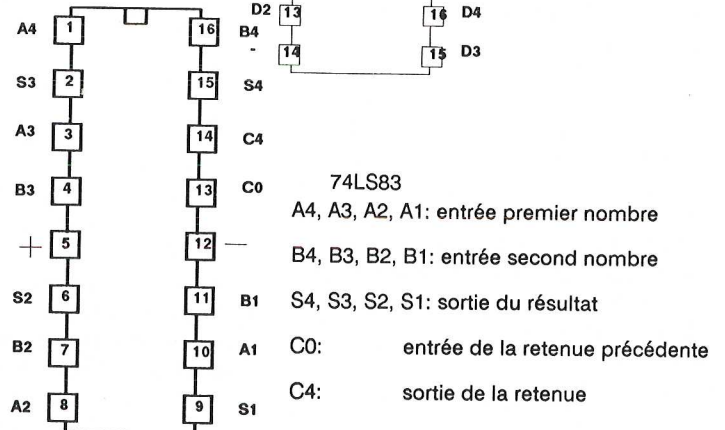 D2 13 16 D4
- 14 15 D3
A4 1 16 B4
S3 2 15 S4
A3 3 14 C4
B3 4 13 C0
+ 5 12 —
S2 6 11 B1
B2 7 10 A1
A2 8 9 S1
74LS83
A4, A3, A2, A1: entrée premier nombre
B4, B3, B2, B1: entrée second nombre
S4, S3, S2, S1: sortie du résultat
C0: entrée de la retenue précédente
C4: sortie de la retenue